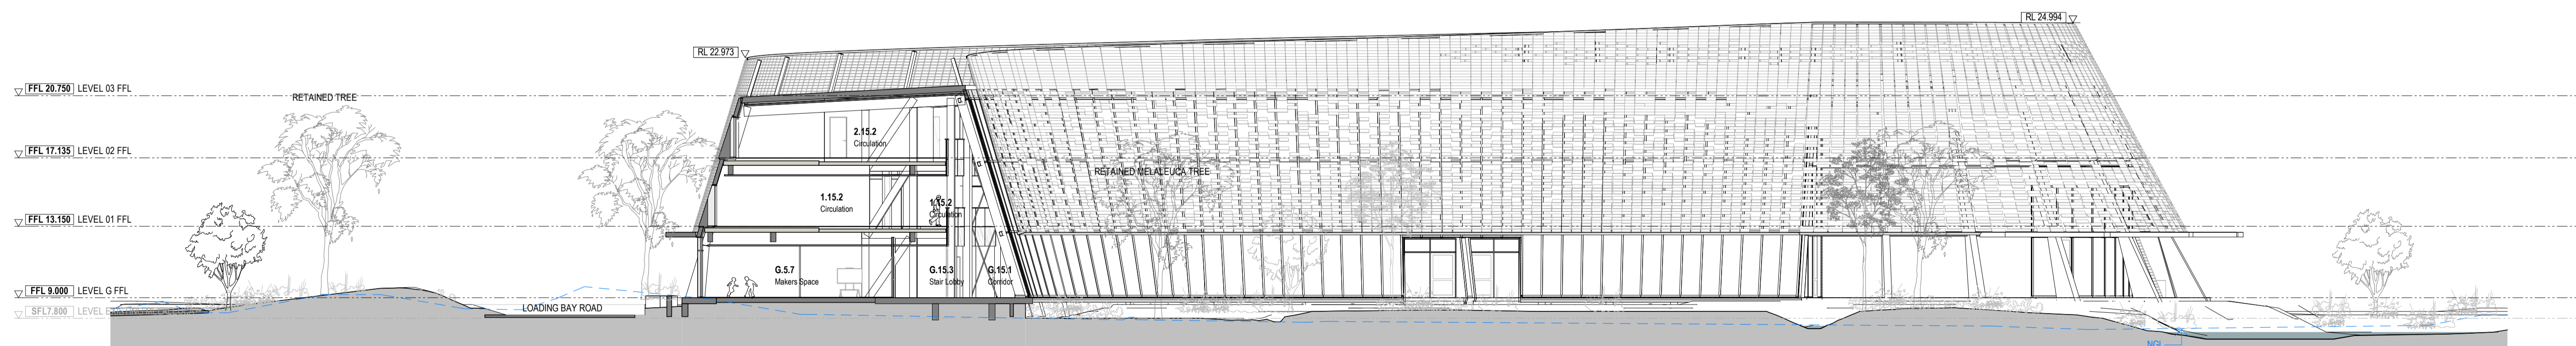 RL 24.994
RL 22.973
FFL 20.750 LEVEL 03 FFL
RETAINED TREE
2.15.2
Circulation
FFL 17.135 LEVEL 02 FFL
RETAINED MELALEUCA TREE
1.15.2
Circulation
1.15.2
Circulation
FFL 13.150 LEVEL 01 FFL
G.5.7
Makers Space
G.15.3
Stair Lobby
G.15.1
Corridor
FFL 9.000 LEVEL G FFL
LOADING BAY ROAD
SFL7.800 LEVEL
NGL